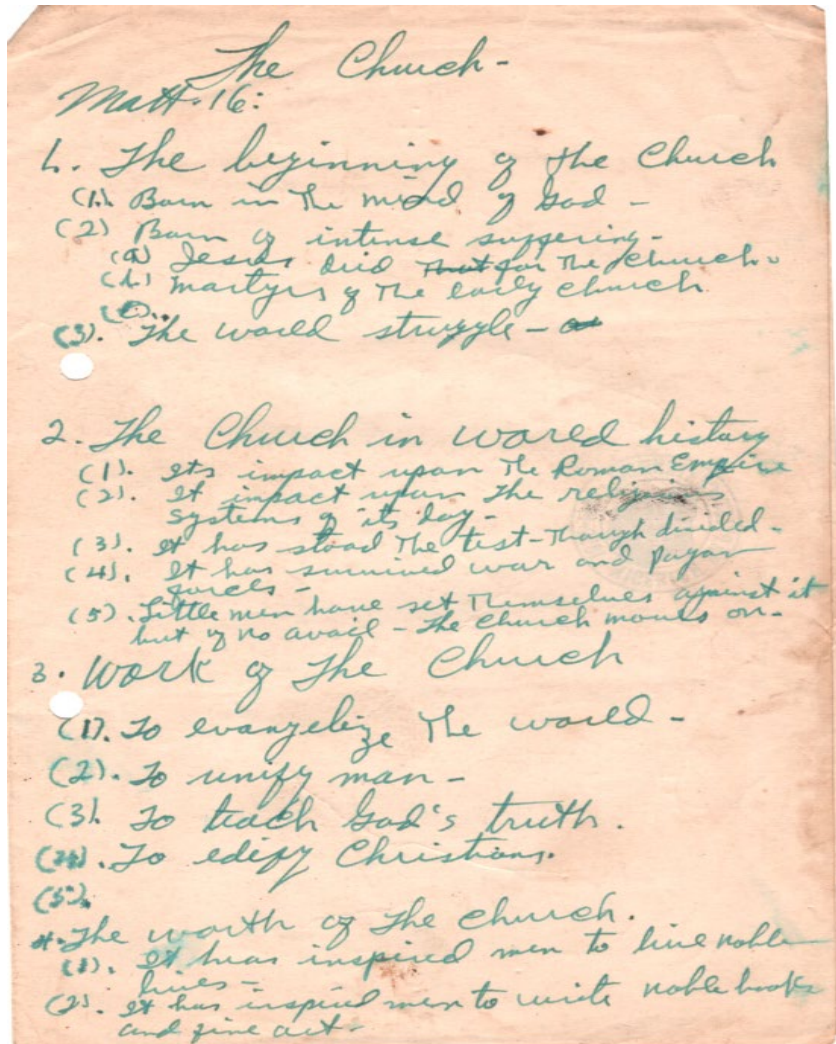 The Church-
Matt. 16:
1. The beginning of the Church
(1). Born in the mind of God -
(2) Born of intense suffering -
(a) Jesus died for the church.
(b) martyrs of the early church
(c)..
(3). The world struggle -
2. The Church in world history
(1). Its impact upon the Roman Empire
(2). It impact upon the religious
systems of its day -
(3). It has stood the test - Though divided -
(4). It has survived war and pagan
forces -
(5). Little men have set themselves against it
but of no avail - The Church moves on -
3. Work of The Church
(1). To evangelize the world -
(2). To unify man -
(3). To teach God's truth.
(4). To edify Christians.
(5).
4. The worth of the church.
(1). It has inspired men to live noble
lives -
(2). It has inspired men to write noble books
and fine art -